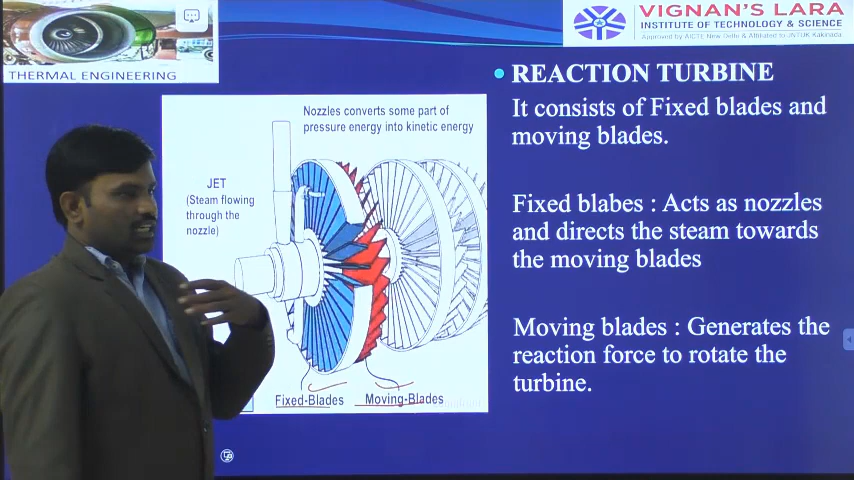 VIGNAN'S LARA
INSTITUTE OF TECHNOLOGY & SCIENCE
Approved by AICTE New Delhi & Affiliated to JNTUK Kakinada
THERMAL ENGINEERING
REACTION TURBINE
It consists of Fixed blades and
moving blades.
Fixed blabes : Acts as nozzles
and directs the steam towards
the moving blades
Moving blades : Generates the
reaction force to rotate the
turbine.
Nozzles converts some part of
pressure energy into kinetic energy
JET
(Steam flowing
through the
nozzle)
Fixed-Blades
Moving-Blades